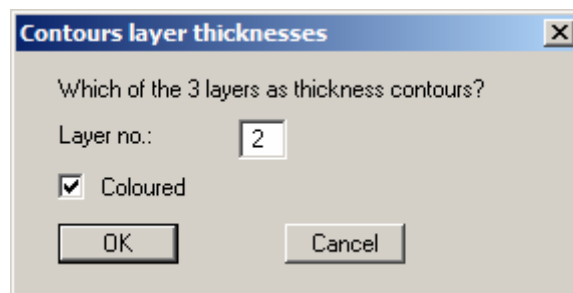 Contours layer thicknesses
Which of the 3 layers as thickness contours?
Layer no.: 2
Coloured
OK Cancel